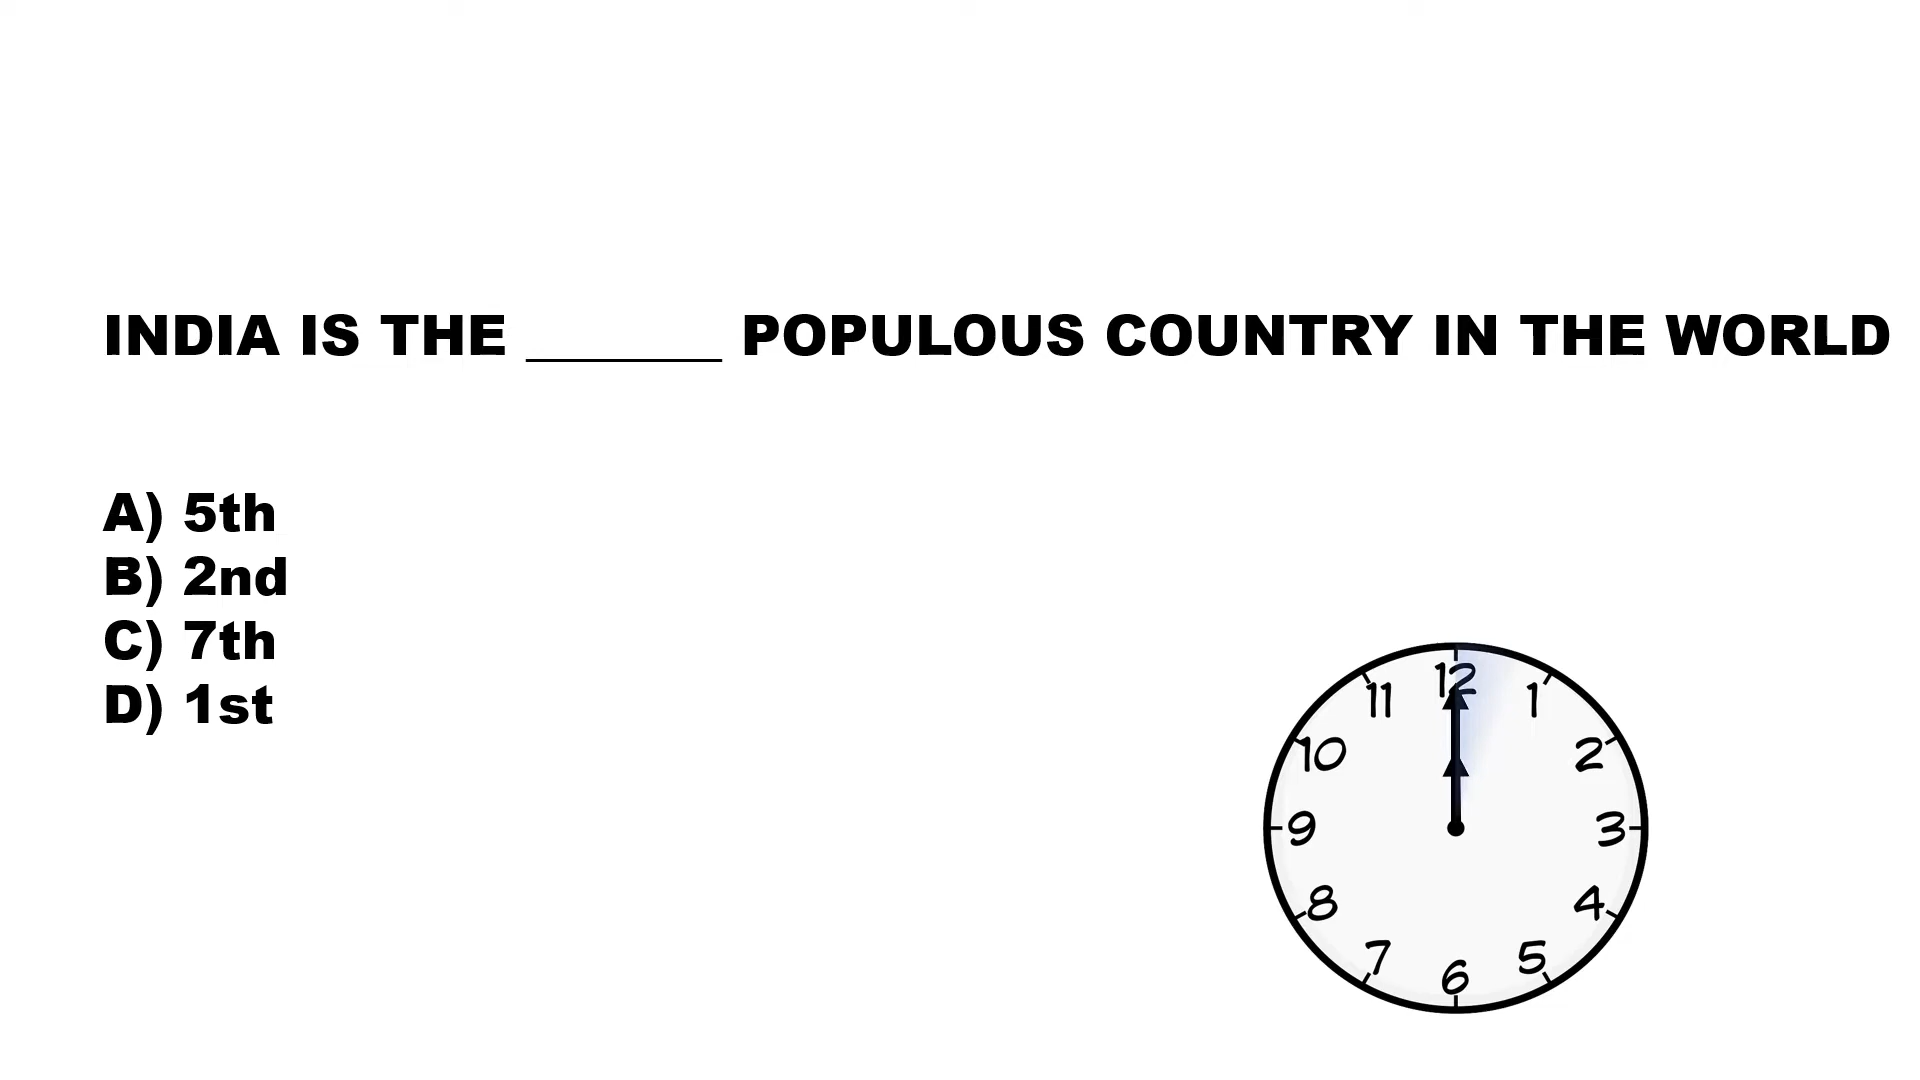 INDIA IS THE _______ POPULOUS COUNTRY IN THE WORLD
A) 5th
B) 2nd
C) 7th
D) 1st
12
11
1
10
2
9
3
8
4
7
5
6